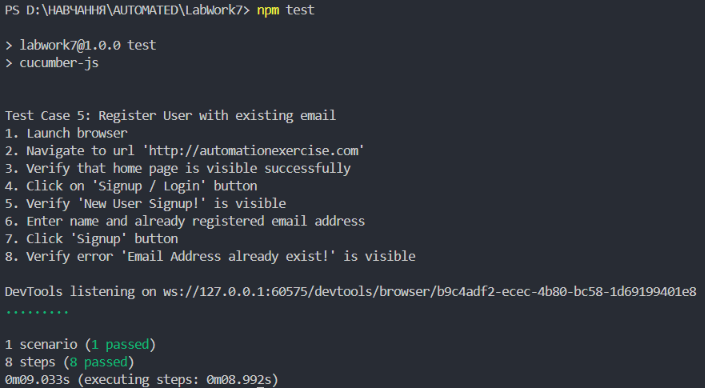 PS D:\НАВЧАННЯ\AUTOMATED\LabWork7> npm test
> labwork7@1.0.0 test
> cucumber-js
Test Case 5: Register User with existing email
1. Launch browser
2. Navigate to url 'http://automationexercise.com'
3. Verify that home page is visible successfully
4. Click on 'Signup / Login' button
5. Verify 'New User Signup!' is visible
6. Enter name and already registered email address
7. Click 'Signup' button
8. Verify error 'Email Address already exist!' is visible
DevTools listening on ws://127.0.0.1:60575/devtools/browser/b9c4adf2-ecec-4b80-bc58-1d69199401e8
.........
1 scenario (1 passed)
8 steps (8 passed)
0m09.033s (executing steps: 0m08.992s)